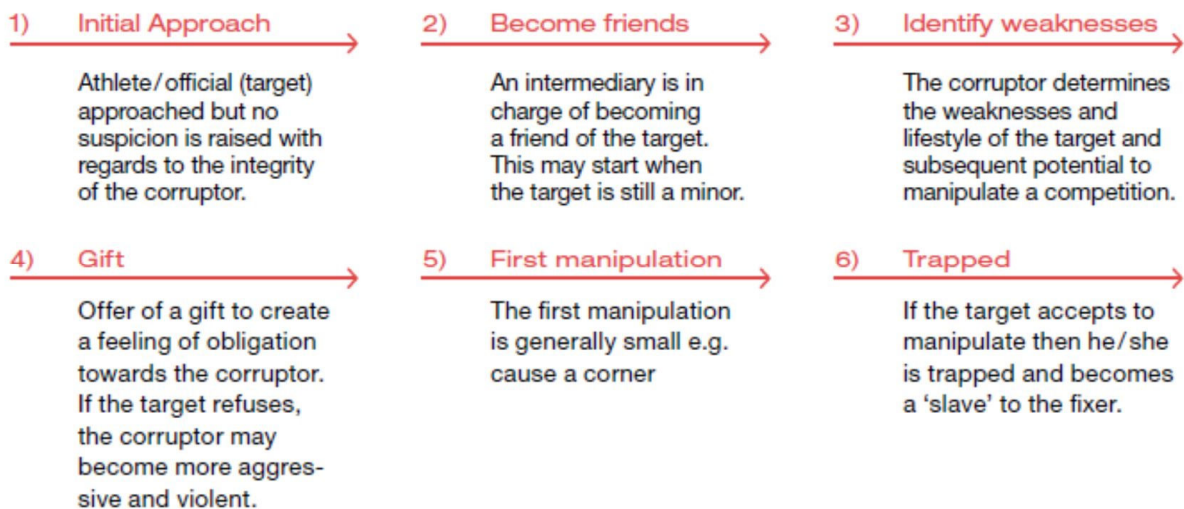 1) Initial Approach
Athlete/official (target)
approached but no
suspicion is raised with
regards to the integrity
of the corruptor.
2) Become friends
An intermediary is in
charge of becoming
a friend of the target.
This may start when
the target is still a minor.
3) Identify weaknesses
The corruptor determines
the weaknesses and
lifestyle of the target and
subsequent potential to
manipulate a competition.
4) Gift
Offer of a gift to create
a feeling of obligation
towards the corruptor.
If the target refuses,
the corruptor may
become more aggres-
sive and violent.
5) First manipulation
The first manipulation
is generally small e.g.
cause a corner
6) Trapped
If the target accepts to
manipulate then he/she
is trapped and becomes
a ‘slave’ to the fixer.